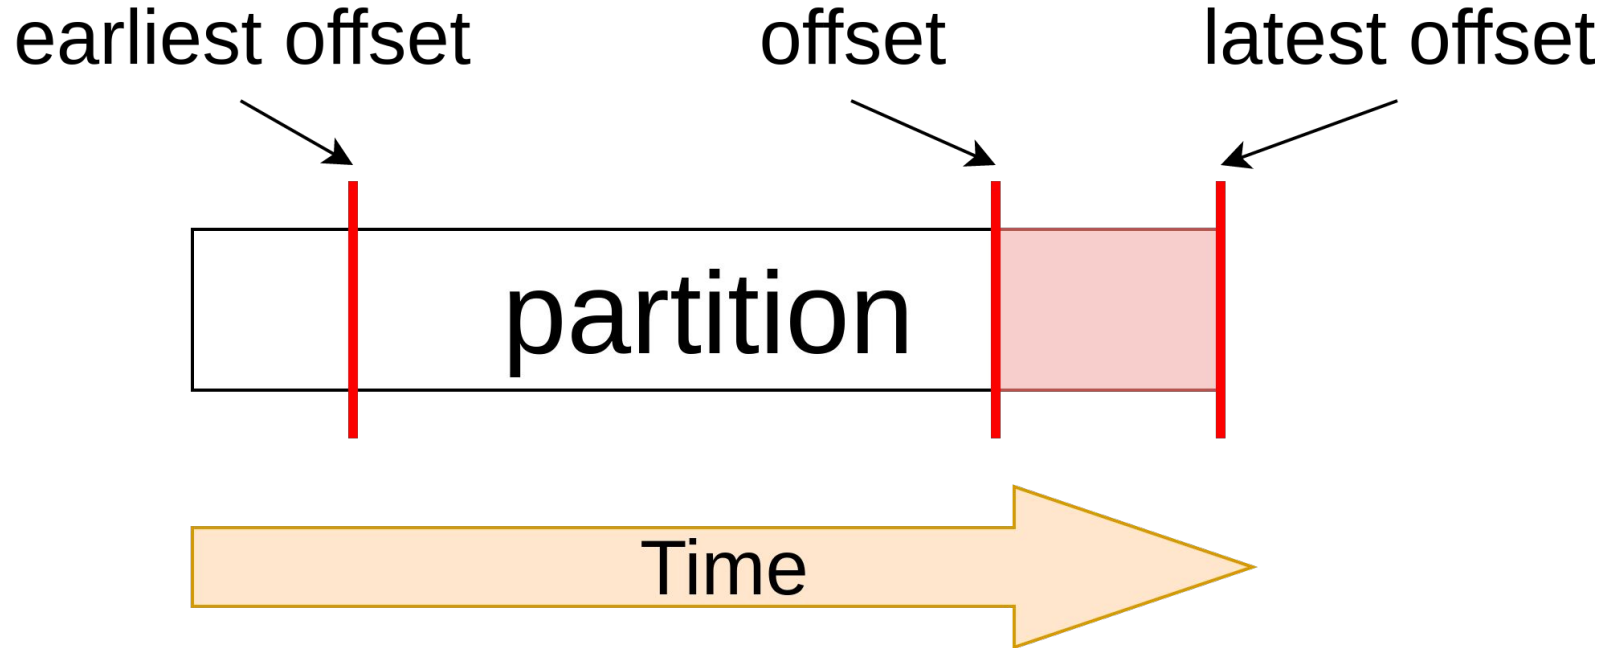 earliest offset
offset
latest offset
partition
Time